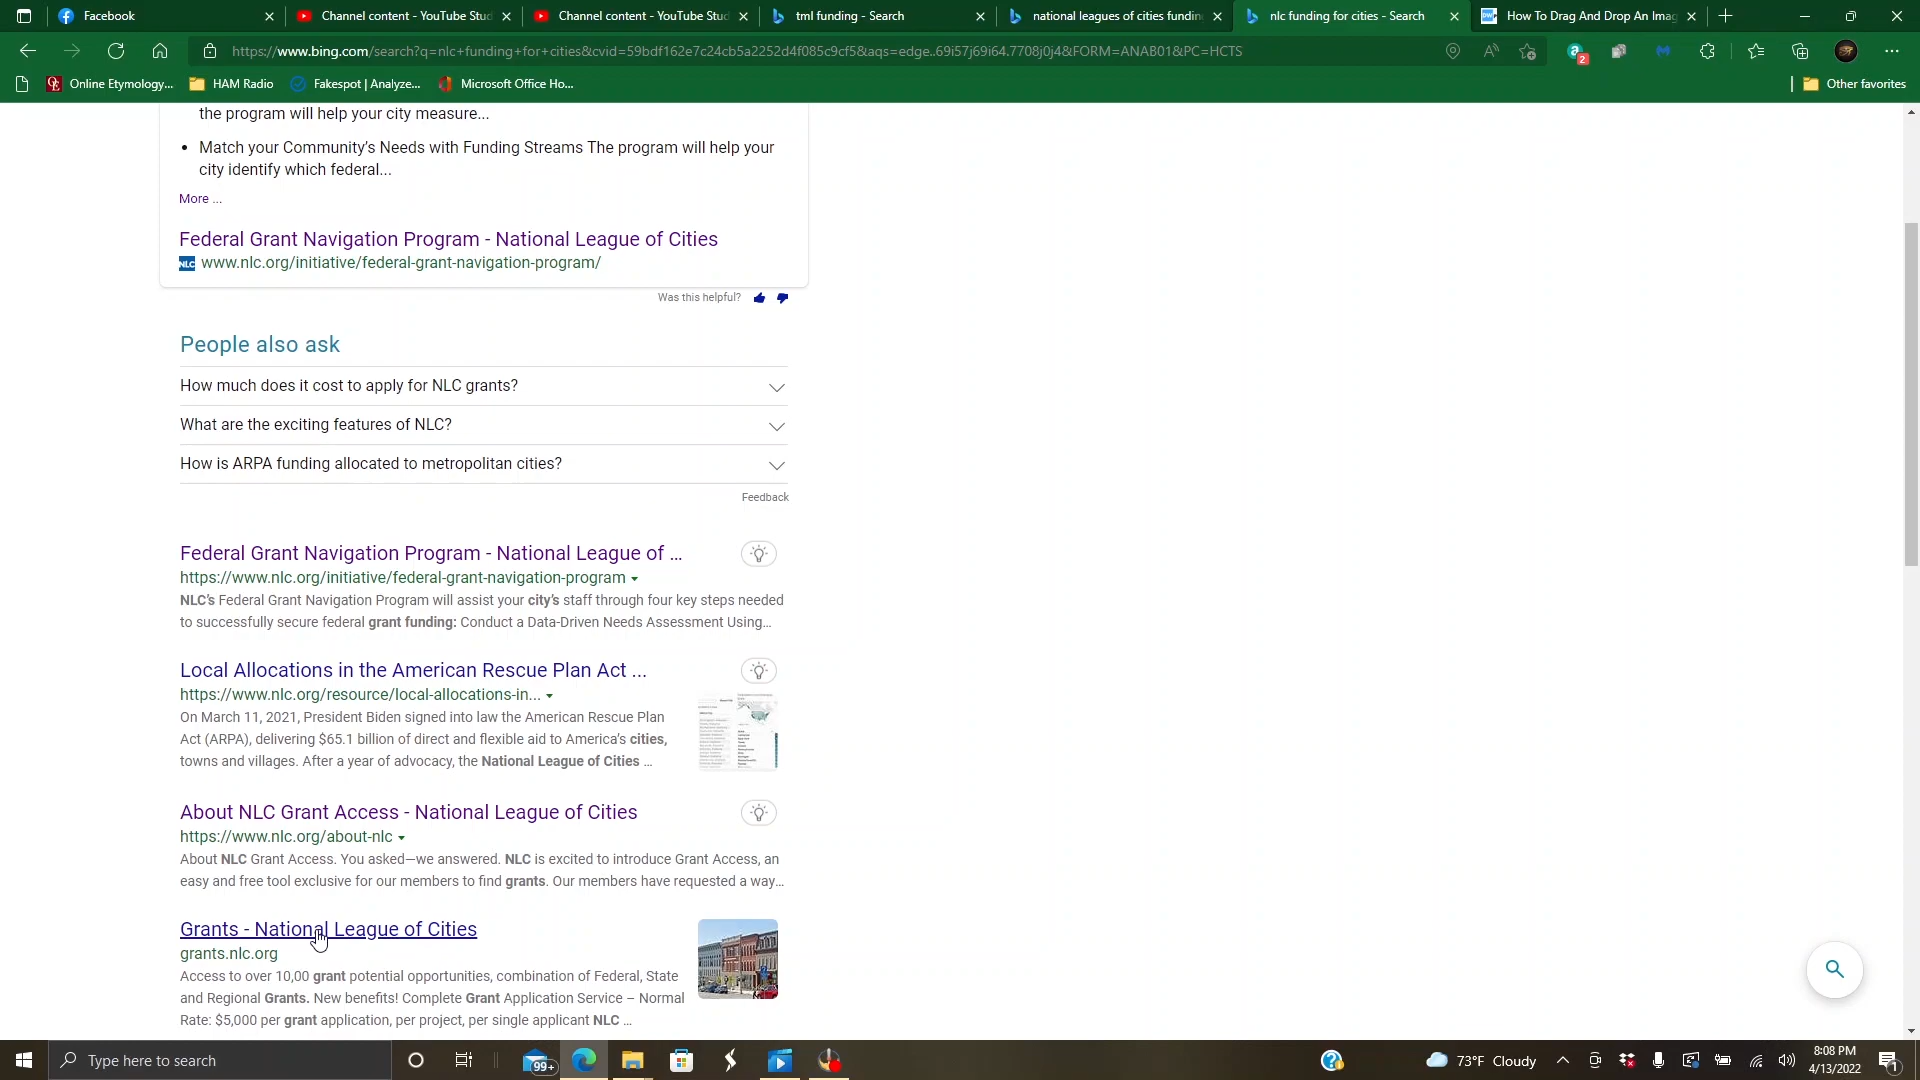 Facebook
Channel content - YouTube Stud
Channel content - YouTube Stud
tml funding - Search
national leagues of cities fundin
nlc funding for cities - Search
How To Drag And Drop An Imag
https://www.bing.com/search?q=nlc+funding+for+cities&cvid=59bdf162e7c24cb5a2252d4f085c9cf5&aqs=edge..69i57j69i64.7708j0j4&FORM=ANAB01&PC=HCTS
2
Online Etymology...
HAM Radio
Fakespot | Analyze...
Microsoft Office Ho...
Other favorites
the program will help your city measure...
• Match your Community's Needs with Funding Streams The program will help your
city identify which federal...
More ...
Federal Grant Navigation Program - National League of Cities
NLC www.nlc.org/initiative/federal-grant-navigation-program/
Was this helpful?
People also ask
How much does it cost to apply for NLC grants?
What are the exciting features of NLC?
How is ARPA funding allocated to metropolitan cities?
Feedback
Federal Grant Navigation Program - National League of ...
https://www.nlc.org/initiative/federal-grant-navigation-program
NLC's Federal Grant Navigation Program will assist your city's staff through four key steps needed
to successfully secure federal grant funding: Conduct a Data-Driven Needs Assessment Using...
Local Allocations in the American Rescue Plan Act ...
https://www.nlc.org/resource/local-allocations-in...
On March 11, 2021, President Biden signed into law the American Rescue Plan
Act (ARPA), delivering $65.1 billion of direct and flexible aid to America's cities,
towns and villages. After a year of advocacy, the National League of Cities ...
About NLC Grant Access - National League of Cities
https://www.nlc.org/about-nlc
About NLC Grant Access. You asked—we answered. NLC is excited to introduce Grant Access, an
easy and free tool exclusive for our members to find grants. Our members have requested a way...
Grants - National League of Cities
grants.nlc.org
Access to over 10,00 grant potential opportunities, combination of Federal, State
and Regional Grants. New benefits! Complete Grant Application Service – Normal
Rate: $5,000 per grant application, per project, per single applicant NLC ...
Type here to search
99+
73°F Cloudy
8:08 PM
4/13/2022
1